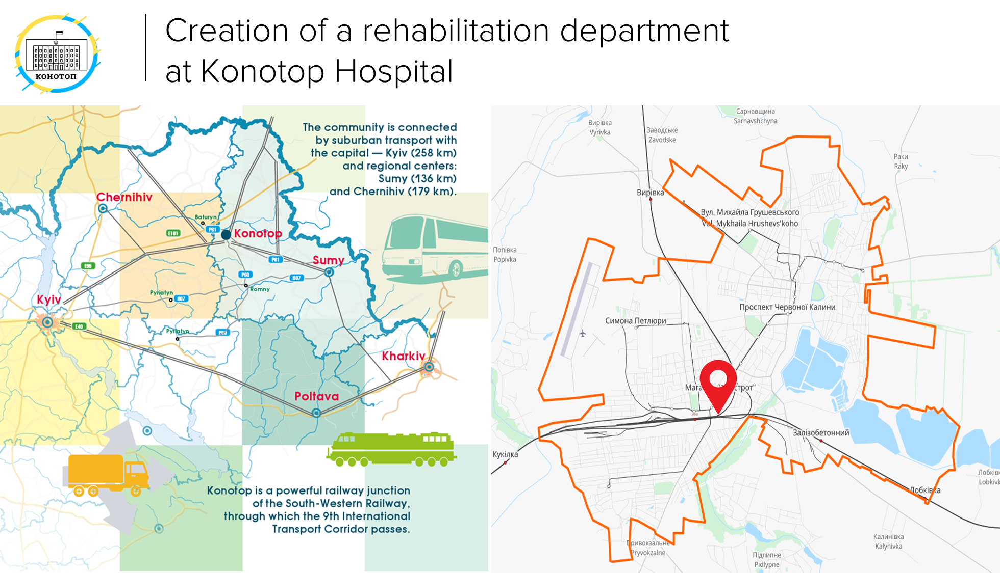 КОНОТОП
Creation of a rehabilitation department
at Konotop Hospital
The community is connected
by suburban transport with
the capital — Kyiv (258 km)
and regional centers:
Sumy (136 km)
and Chernihiv (179 km).
Chernihiv
Baturyn
P61
E101
Konotop
P61
Sumy
E95
P60
H07
Romny
Pyriatyn
H07
Kyiv
E40
Pyriatyn
Kharkiv
Poltava
Konotop is a powerful railway junction
of the South-Western Railway,
through which the 9th International
Transport Corridor passes.
Сарнавщина
Sarnavshchyna
Вирівка
Vyrivka
Заводське
Zavodske
Раки
Raky
Вирівка
Вул. Михайла Грушевського
Vul. Mykhaila Hrushevs'koho
Попівка
Popivka
Проспект Червоної Калини
Симона Петлюри
Залізобетонний
Кукілка
Лобківка
Привокзальне
Pryvokzalne
Калинівка
Kalynivka
Підлипне
Pidlypne